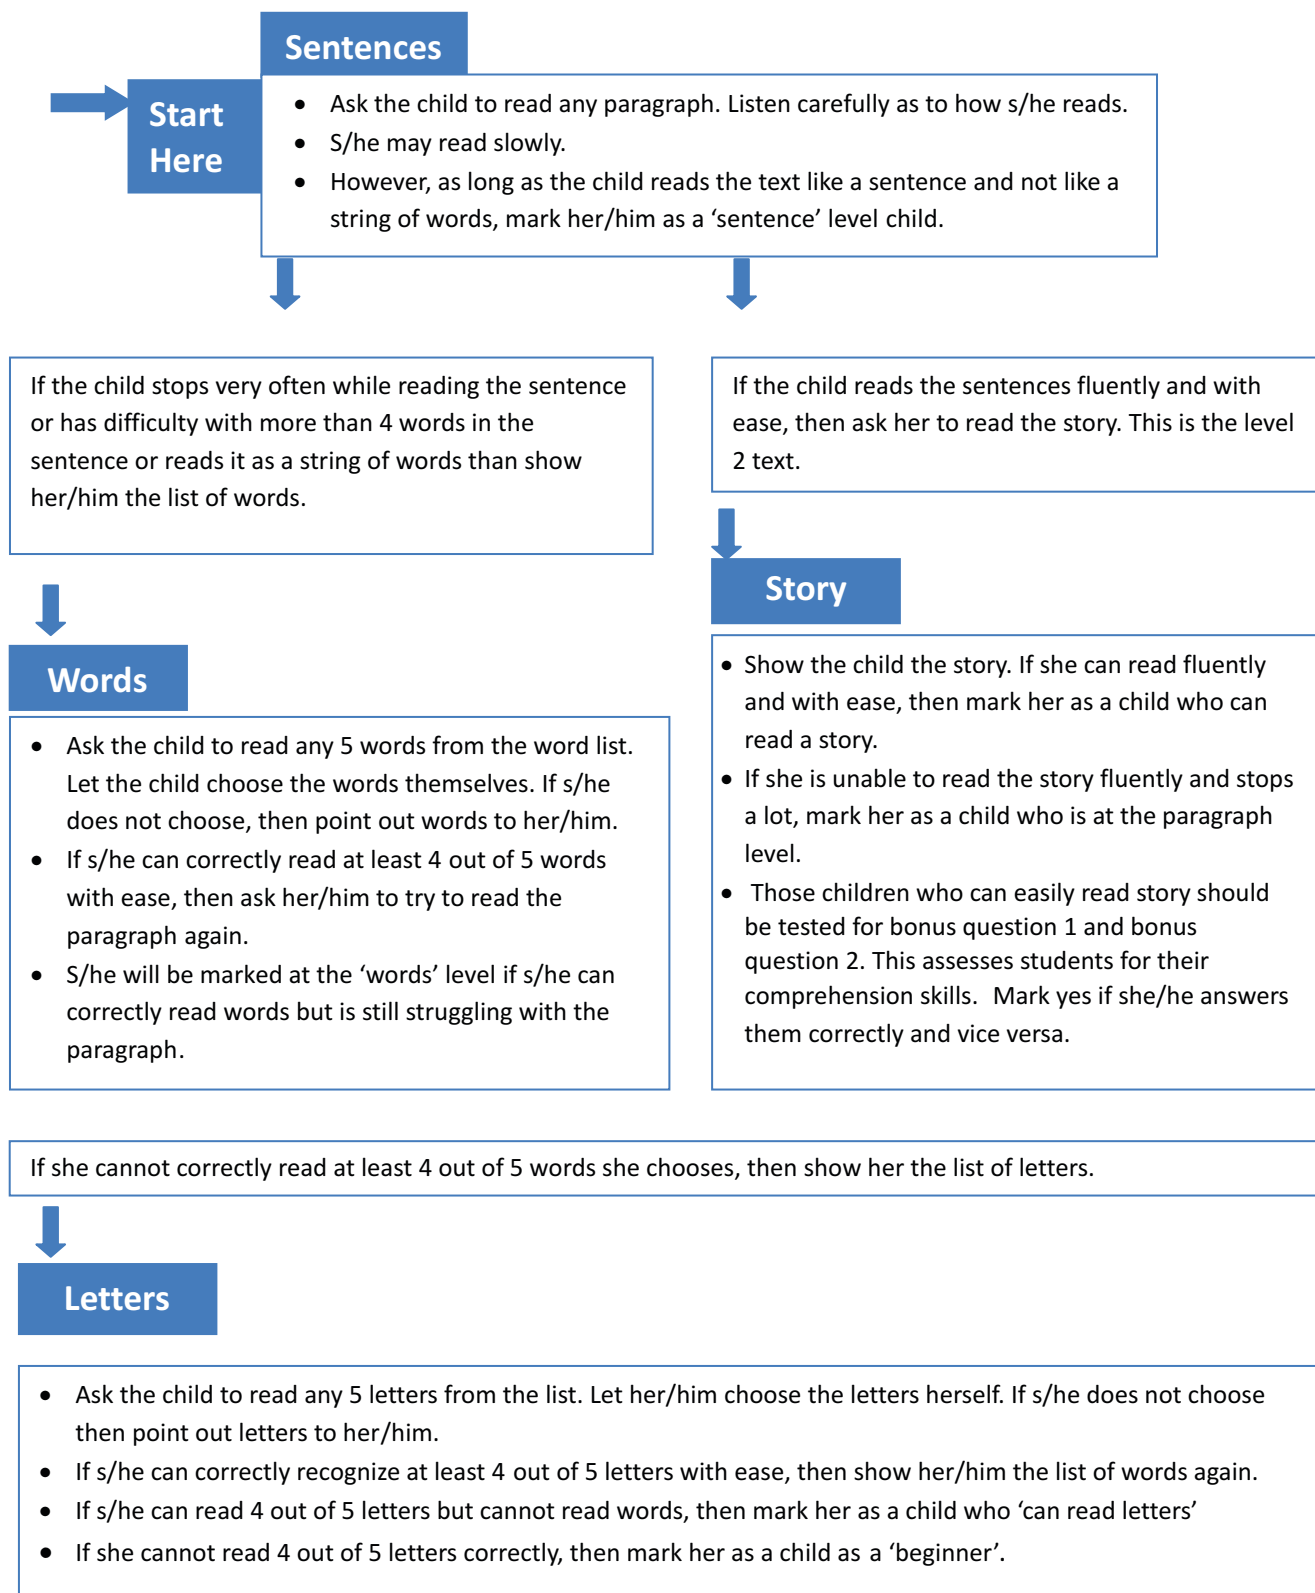 Sentences
Start
Here
• Ask the child to read any paragraph. Listen carefully as to how s/he reads.
• S/he may read slowly.
• However, as long as the child reads the text like a sentence and not like a
string of words, mark her/him as a ‘sentence’ level child.
If the child stops very often while reading the sentence
or has difficulty with more than 4 words in the
sentence or reads it as a string of words than show
her/him the list of words.
If the child reads the sentences fluently and with
ease, then ask her to read the story. This is the level
2 text.
Words
• Ask the child to read any 5 words from the word list.
Let the child choose the words themselves. If s/he
does not choose, then point out words to her/him.
• If s/he can correctly read at least 4 out of 5 words
with ease, then ask her/him to try to read the
paragraph again.
• S/he will be marked at the ‘words’ level if s/he can
correctly read words but is still struggling with the
paragraph.
Story
• Show the child the story. If she can read fluently
and with ease, then mark her as a child who can
read a story.
• If she is unable to read the story fluently and stops
a lot, mark her as a child who is at the paragraph
level.
• Those children who can easily read story should
be tested for bonus question 1 and bonus
question 2. This assesses students for their
comprehension skills. Mark yes if she/he answers
them correctly and vice versa.
If she cannot correctly read at least 4 out of 5 words she chooses, then show her the list of letters.
Letters
• Ask the child to read any 5 letters from the list. Let her/him choose the letters herself. If s/he does not choose
then point out letters to her/him.
• If s/he can correctly recognize at least 4 out of 5 letters with ease, then show her/him the list of words again.
• If s/he can read 4 out of 5 letters but cannot read words, then mark her as a child who ‘can read letters’
• If she cannot read 4 out of 5 letters correctly, then mark her as a child as a ‘beginner’.